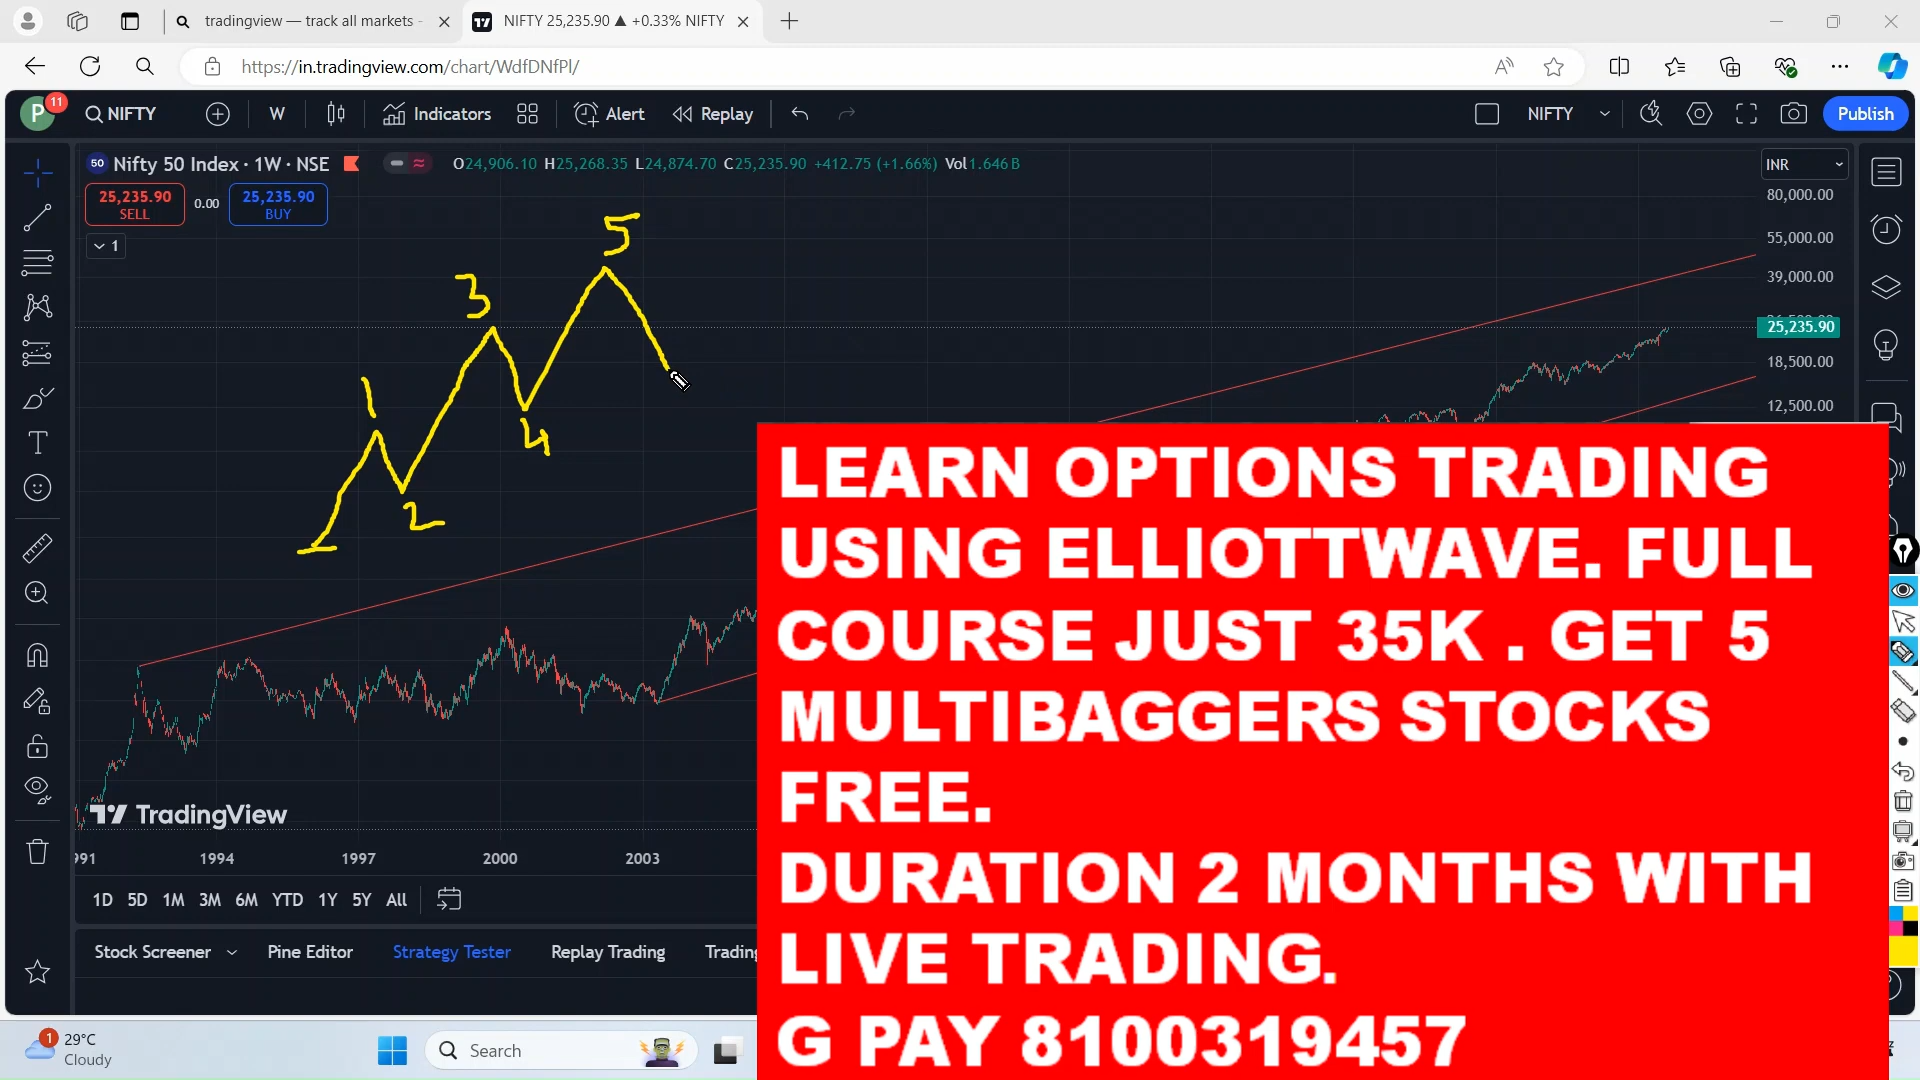 tradingview — track all markets -
NIFTY 25,235.90 ▲ +0.33% NIFTY
https://in.tradingview.com/chart/WdfDNfPl/
P
11
NIFTY
W
Indicators
Alert
Replay
NIFTY
Publish
50 Nifty 50 Index · 1W · NSE
O24,906.10 H25,268.35 L24,874.70 C25,235.90 +412.75 (+1.66%) Vol1.646 B
INR
25,235.90
SELL
0.00
25,235.90
BUY
1
80,000.00
55,000.00
39,000.00
25,235.90
18,500.00
12,500.00
5
3
1
4
2
LEARN OPTIONS TRADING
USING ELLIOTTWAVE. FULL
COURSE JUST 35K . GET 5
MULTIBAGGERS STOCKS
FREE.
DURATION 2 MONTHS WITH
LIVE TRADING.
G PAY 8100319457
TradingView
1994
1997
2000
2003
1D 5D 1M 3M 6M YTD 1Y 5Y All
Stock Screener
Pine Editor
Strategy Tester
Replay Trading
1
29°C
Cloudy
Search